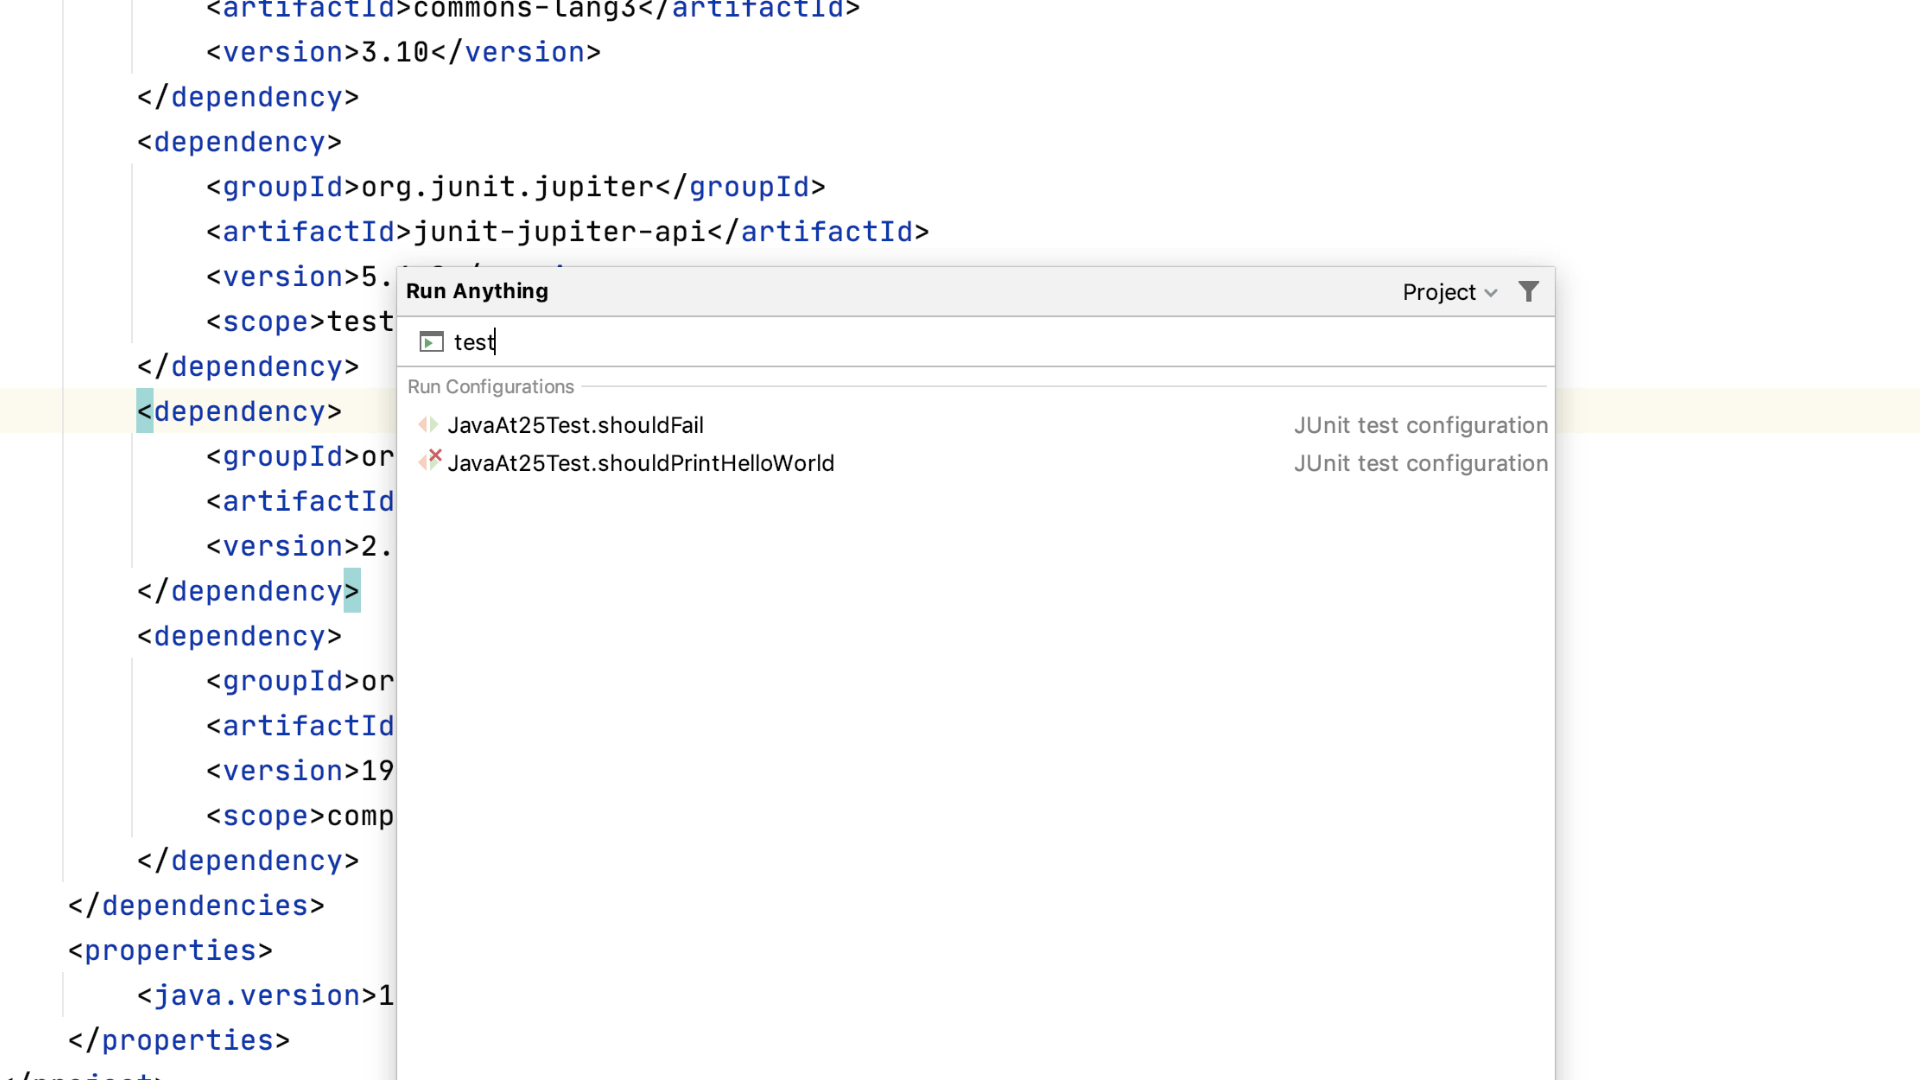 <artifactId>commons-lang3</artifactId>
<version>3.10</version>
</dependency>
<dependency>
<groupId>org.junit.jupiter</groupId>
<artifactId>junit-jupiter-api</artifactId>
<version>5.
<scope>test
</dependency>
<dependency>
<groupId>or
<artifactId
<version>2.
</dependency>
<dependency>
<groupId>or
<artifactId
<version>19
<scope>comp
</dependency>
</dependencies>
<properties>
<java.version>1
</properties>
</project>
Run Anything
Project
test
Run Configurations
JavaAt25Test.shouldFail JUnit test configuration
JavaAt25Test.shouldPrintHelloWorld JUnit test configuration